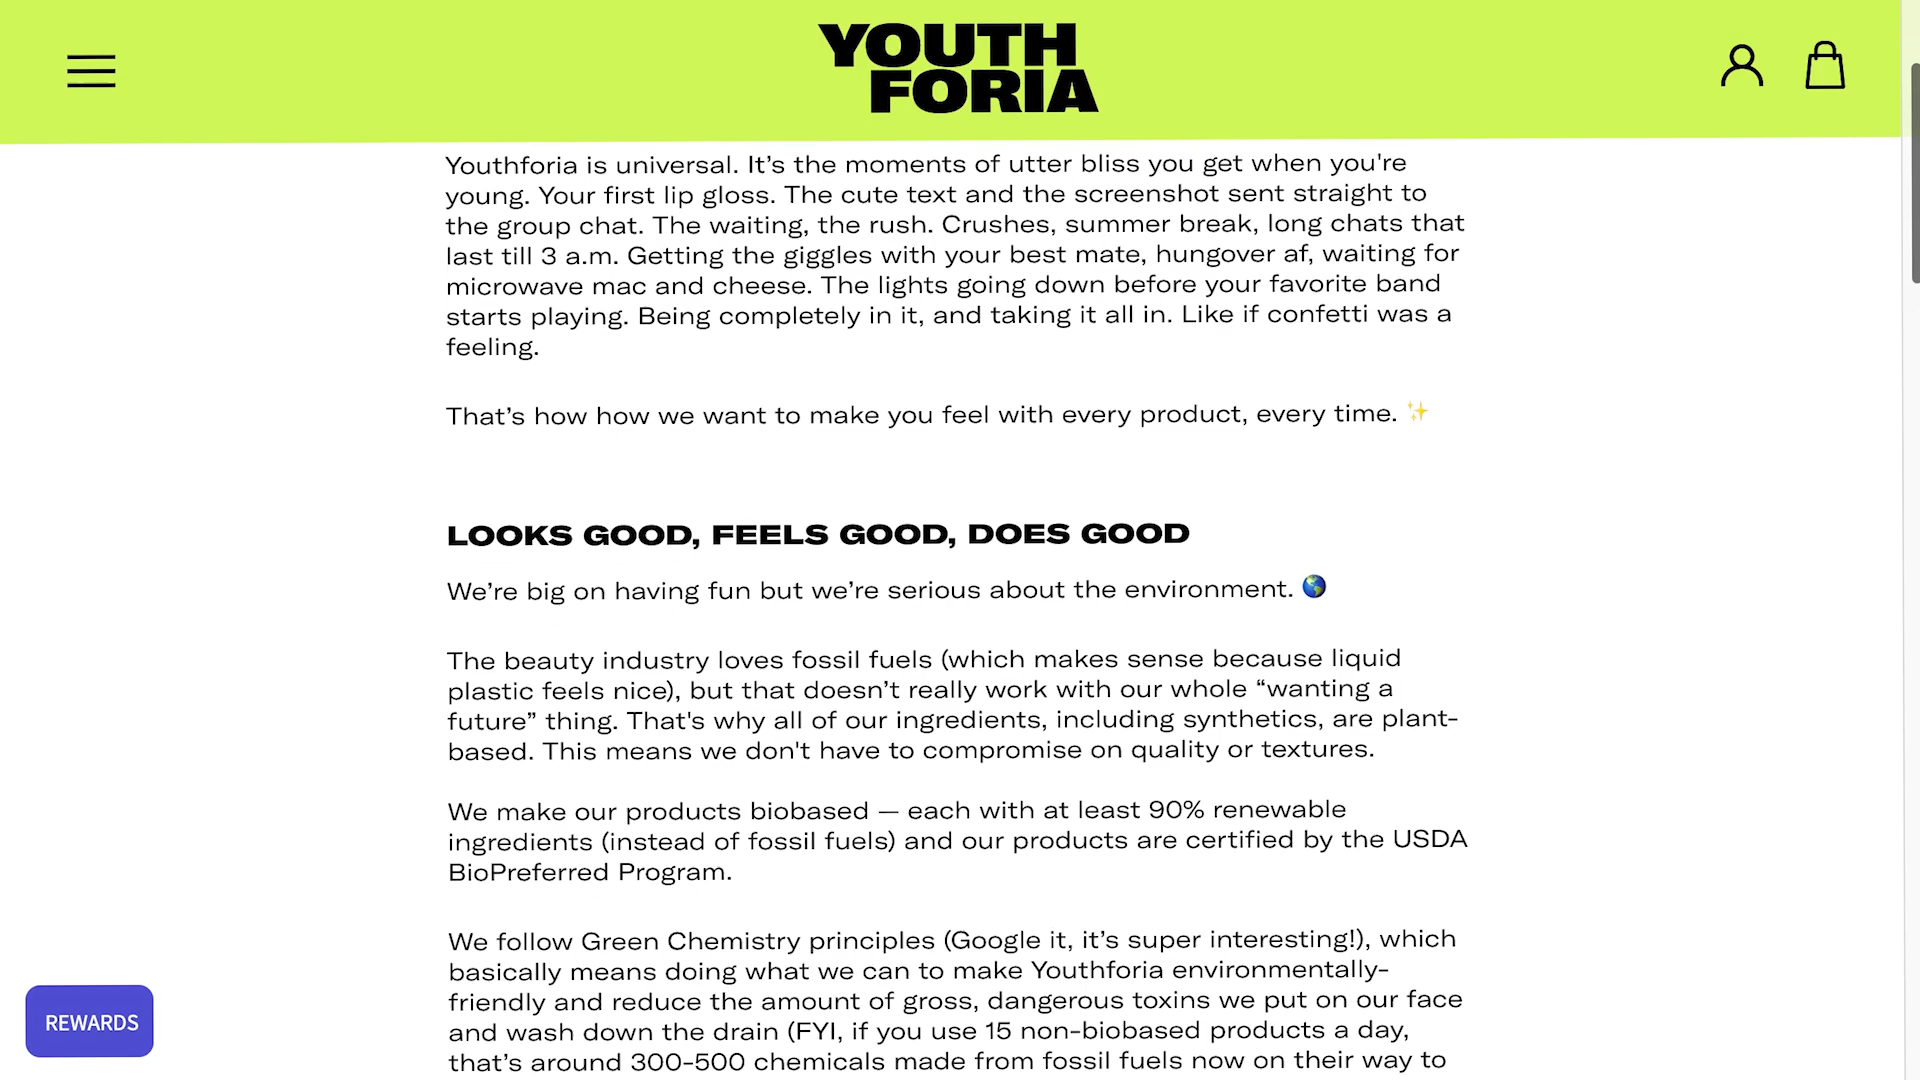 YOUTH
FORIA
Youthforia is universal. It’s the moments of utter bliss you get when you're
young. Your first lip gloss. The cute text and the screenshot sent straight to
the group chat. The waiting, the rush. Crushes, summer break, long chats that
last till 3 a.m. Getting the giggles with your best mate, hungover af, waiting for
microwave mac and cheese. The lights going down before your favorite band
starts playing. Being completely in it, and taking it all in. Like if confetti was a
feeling.
That’s how how we want to make you feel with every product, every time. ✨
LOOKS GOOD, FEELS GOOD, DOES GOOD
We’re big on having fun but we’re serious about the environment. 🌎
The beauty industry loves fossil fuels (which makes sense because liquid
plastic feels nice), but that doesn’t really work with our whole “wanting a
future” thing. That's why all of our ingredients, including synthetics, are plant-
based. This means we don't have to compromise on quality or textures.
We make our products biobased — each with at least 90% renewable
ingredients (instead of fossil fuels) and our products are certified by the USDA
BioPreferred Program.
We follow Green Chemistry principles (Google it, it’s super interesting!), which
basically means doing what we can to make Youthforia environmentally-
friendly and reduce the amount of gross, dangerous toxins we put on our face
and wash down the drain (FYI, if you use 15 non-biobased products a day,
that’s around 300-500 chemicals made from fossil fuels now on their way to
REWARDS